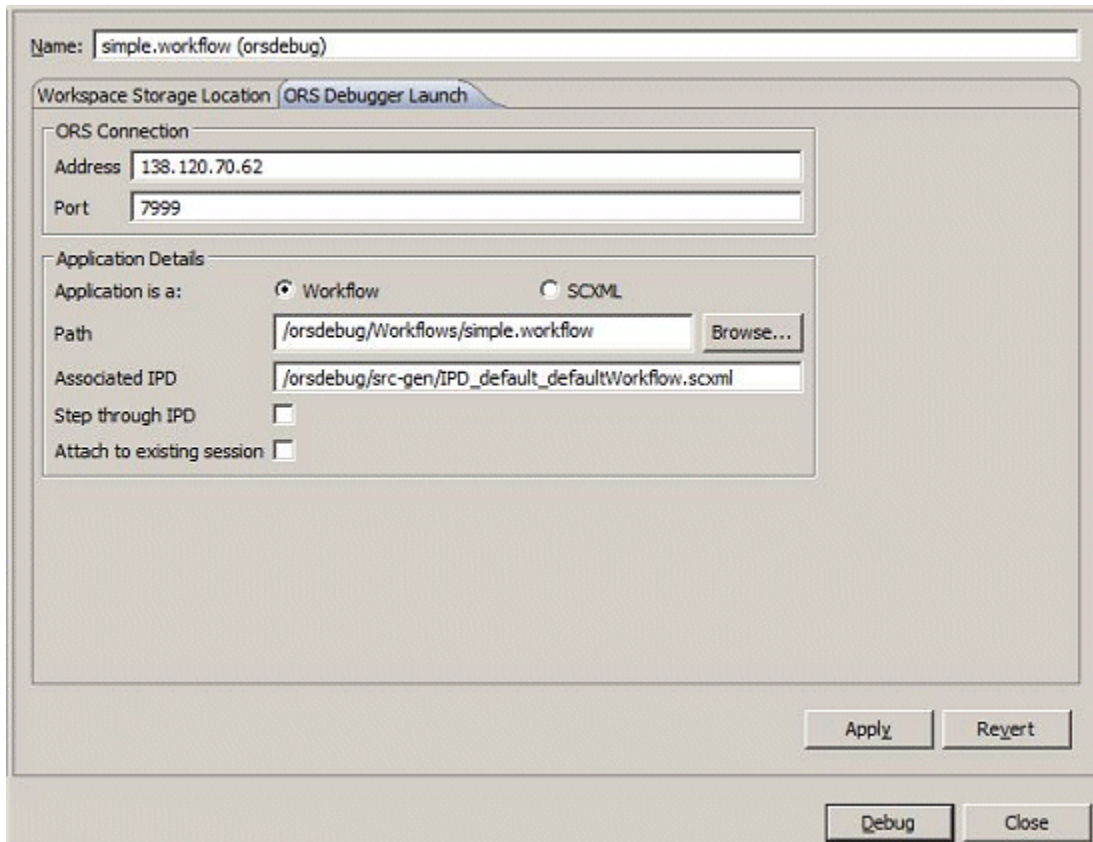 Name: simple.workflow (orsdebug)
Workspace Storage Location ORS Debugger Launch
ORS Connection
Address 138.120.70.62
Port 7999
Application Details
Application is a: Workflow SCXML
Path /orsdebug/Workflows/simple.workflow Browse...
Associated IPD /orsdebug/src-gen/IPD_default_defaultWorkflow.scxml
Step through IPD
Attach to existing session
Apply Revert
Debug Close